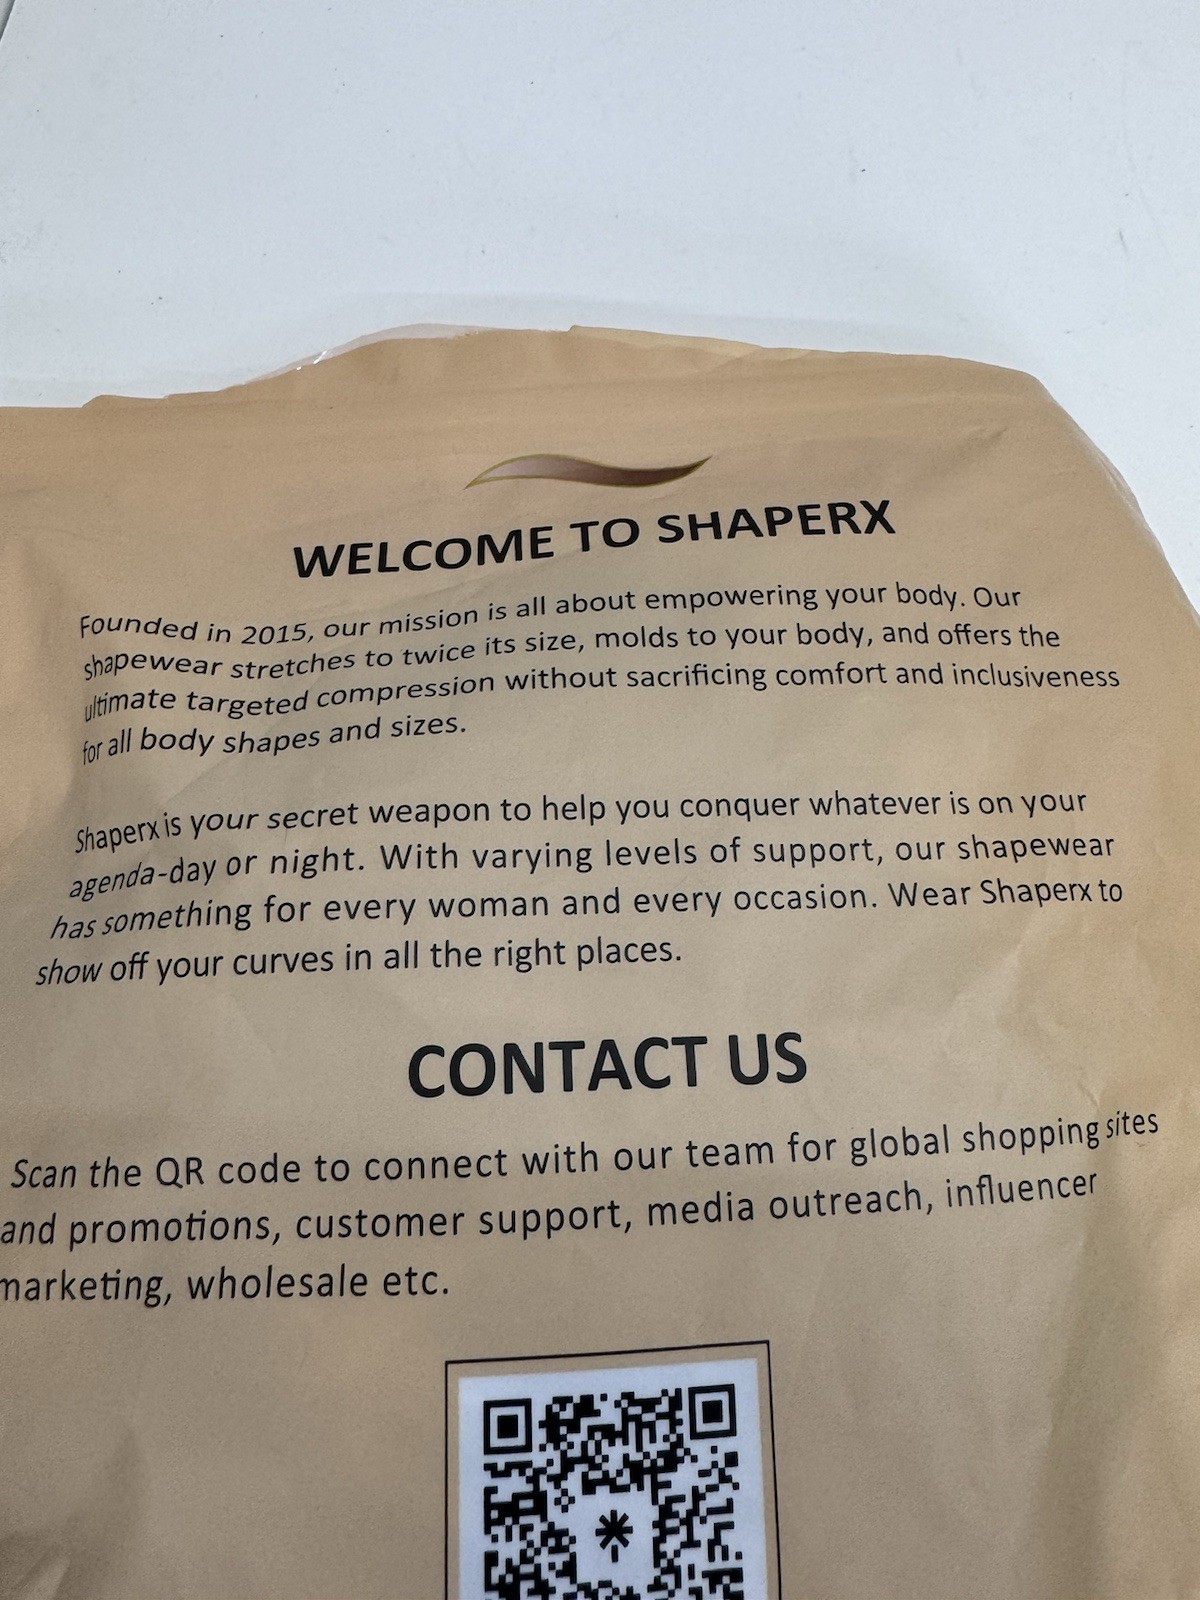 WELCOME TO SHAPERX
Founded in 2015, our mission is all about empowering your body. Our
shapewear stretches to twice its size, molds to your body, and offers the
ultimate targeted compression without sacrificing comfort and inclusiveness
for all body shapes and sizes.
Shaperx is your secret weapon to help you conquer whatever is on your
agenda-day or night. With varying levels of support, our shapewear
has something for every woman and every occasion. Wear Shaperx to
show off your curves in all the right places.
CONTACT US
Scan the QR code to connect with our team for global shopping sites
and promotions, customer support, media outreach, influencer
marketing, wholesale etc.